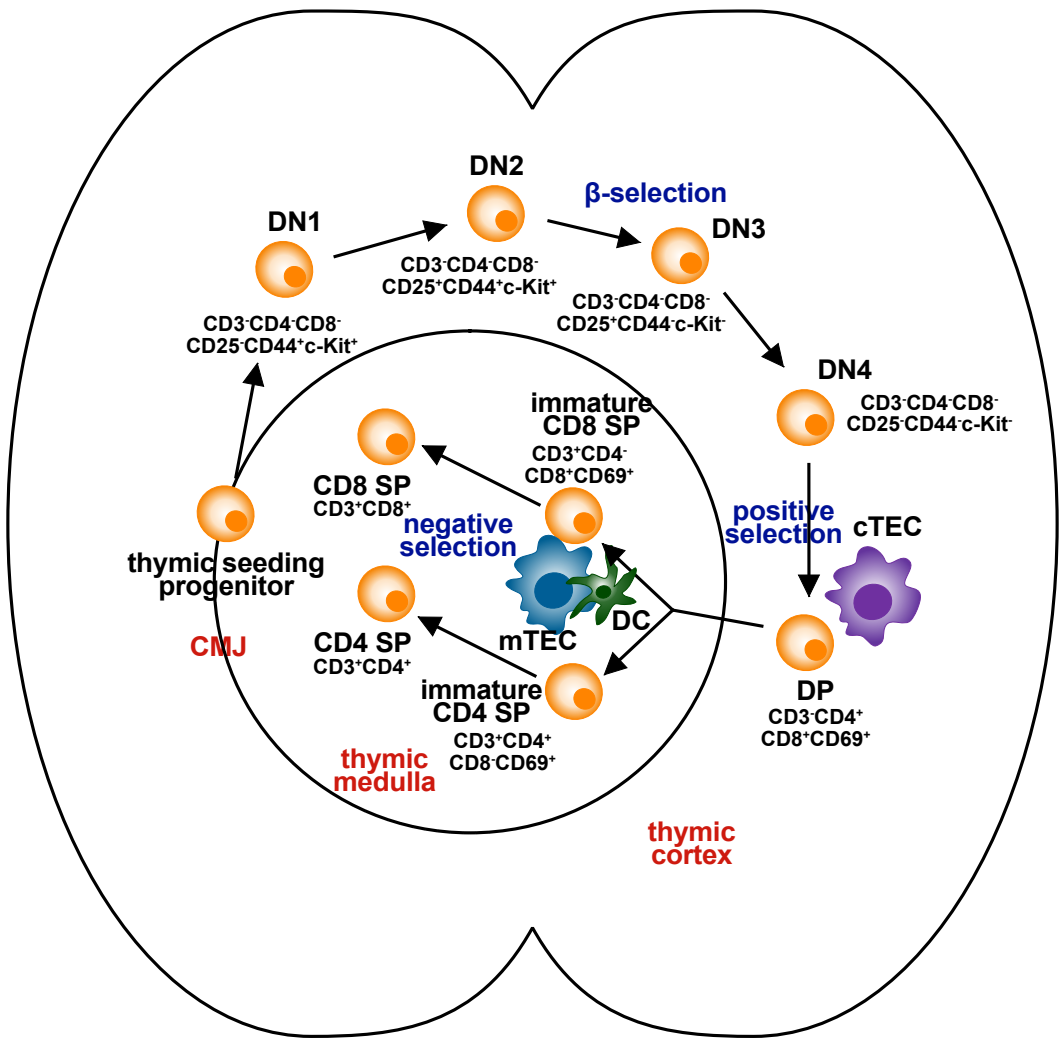 DN2
β-selection
DN1
DN3
CD3⁻CD4⁻CD8⁻
CD25⁺CD44⁺c-Kit⁺
CD3⁻CD4⁻CD8⁻
CD25⁺CD44⁻c-Kit⁻
CD3⁻CD4⁻CD8⁻
CD25⁻CD44⁺c-Kit⁺
DN4
CD3⁻CD4⁻CD8⁻
CD25⁻CD44⁻c-Kit⁻
immature
CD8 SP
CD3⁺CD4⁻
CD8⁺CD69⁺
CD8 SP
CD3⁺CD8⁺
negative
selection
positive
selection
cTEC
thymic seeding
progenitor
CMJ
mTEC
DC
CD4 SP
CD3⁺CD4⁺
immature
CD4 SP
CD3⁺CD4⁺
CD8⁻CD69⁺
DP
CD3⁻CD4⁺
CD8⁺CD69⁺
thymic
medulla
thymic
cortex